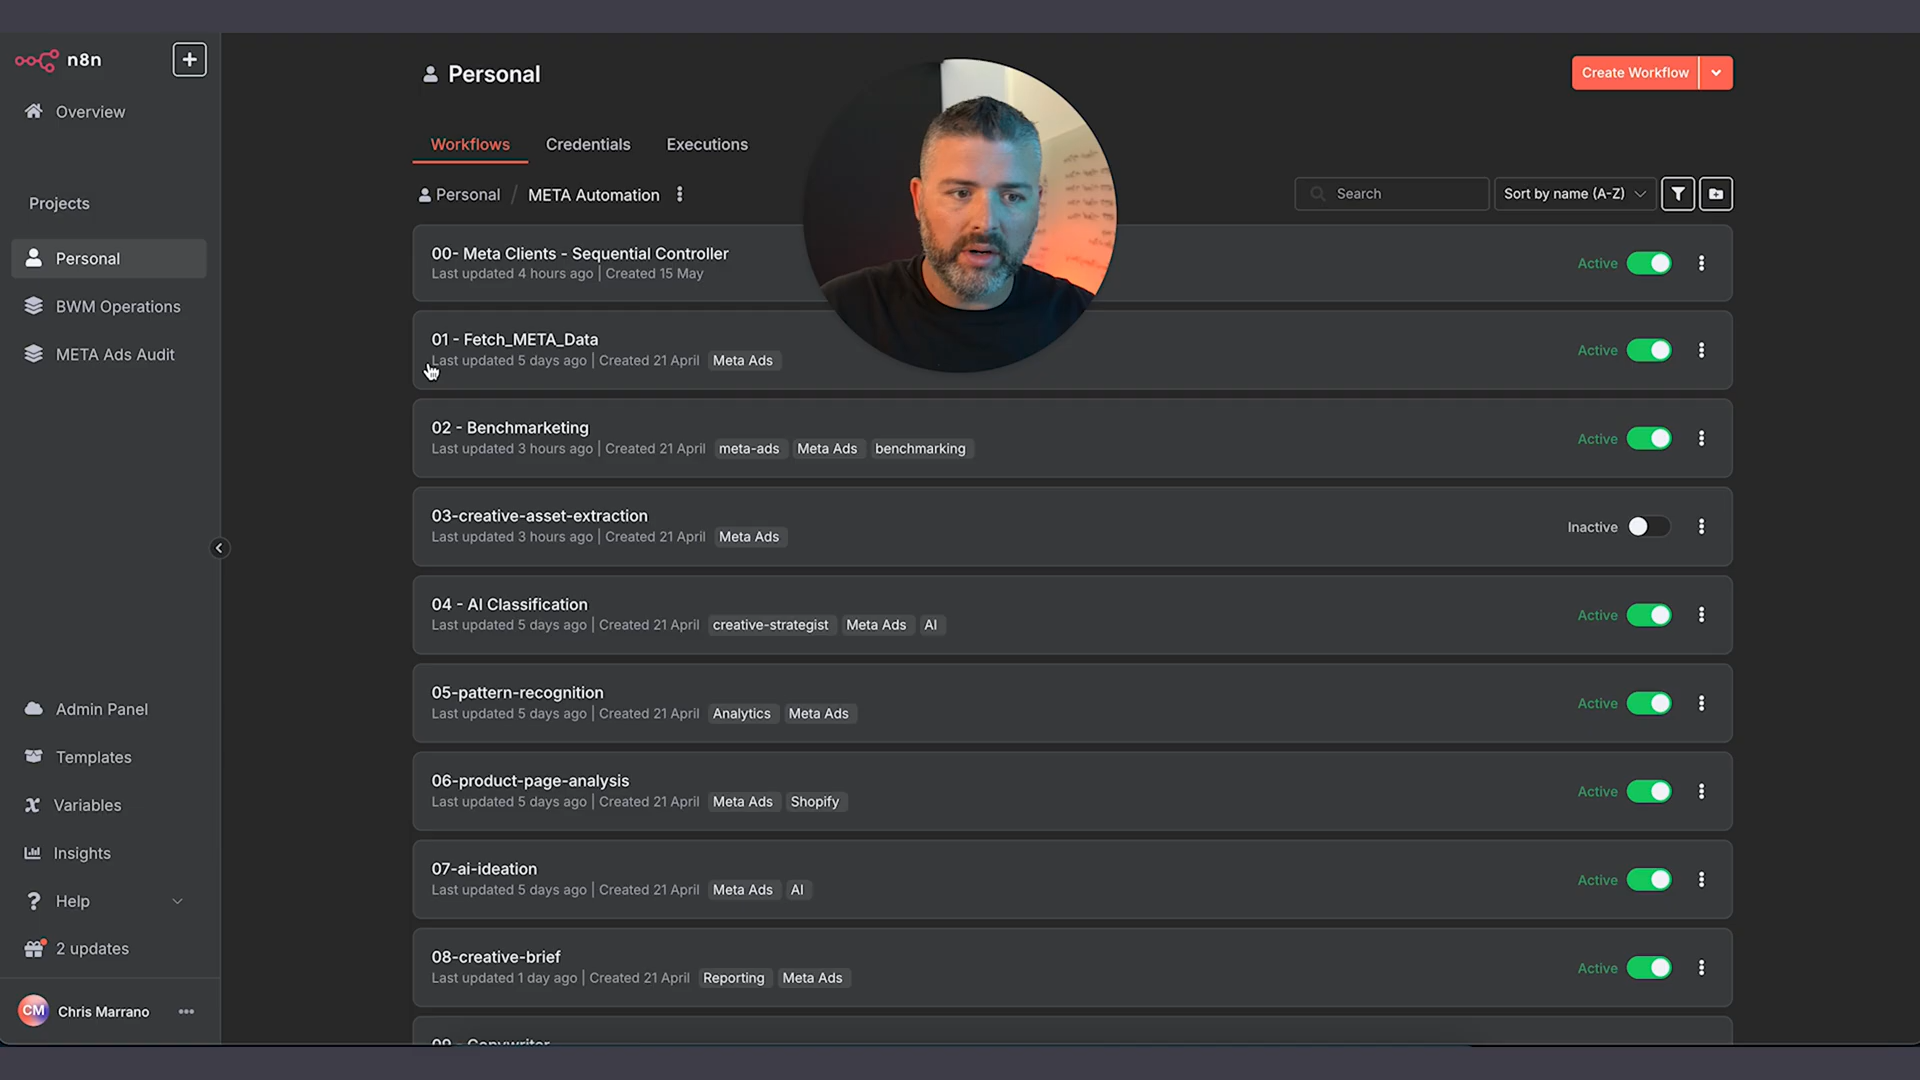 n8n
Overview
Projects
Personal
BWM Operations
META Ads Audit
Admin Panel
Templates
Variables
Insights
Help
2 updates
CM Chris Marrano
Personal
Create Workflow
Workflows Credentials Executions
Personal / META Automation
Search
Sort by name (A-Z)
00- Meta Clients - Sequential Controller
Last updated 4 hours ago | Created 15 May
Active
01 - Fetch_META_Data
Last updated 5 days ago | Created 21 April Meta Ads
Active
02 - Benchmarketing
Last updated 3 hours ago | Created 21 April meta-ads Meta Ads benchmarking
Active
03-creative-asset-extraction
Last updated 3 hours ago | Created 21 April Meta Ads
Inactive
04 - AI Classification
Last updated 5 days ago | Created 21 April creative-strategist Meta Ads AI
Active
05-pattern-recognition
Last updated 5 days ago | Created 21 April Analytics Meta Ads
Active
06-product-page-analysis
Last updated 5 days ago | Created 21 April Meta Ads Shopify
Active
07-ai-ideation
Last updated 5 days ago | Created 21 April Meta Ads AI
Active
08-creative-brief
Last updated 1 day ago | Created 21 April Reporting Meta Ads
Active
09 - Copywriter